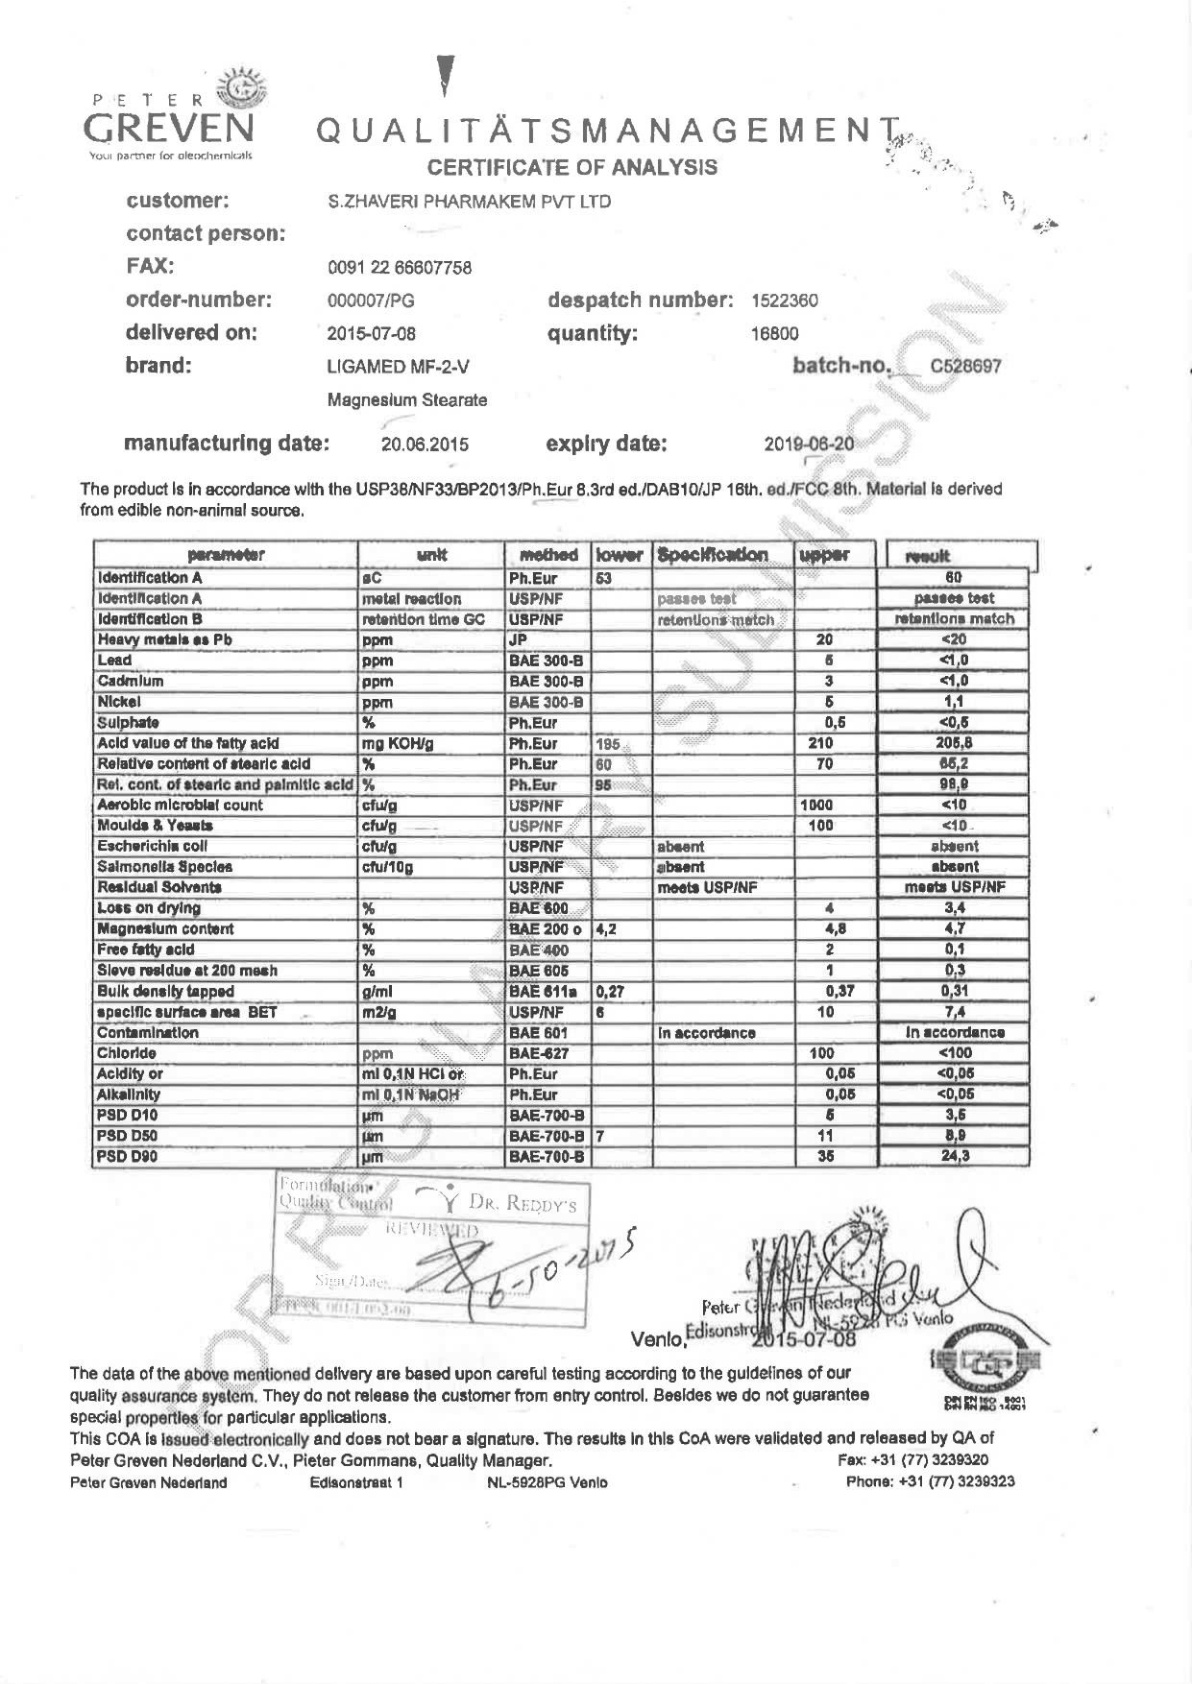 PETER
GREVEN
Your partner for oleochemicals
QUALITÄTSMANAGEMENT
CERTIFICATE OF ANALYSIS
customer: S.ZHAVERI PHARMAKEM PVT LTD
contact person:
FAX: 0091 22 66607758
order-number: 000007/PG despatch number: 1522360
delivered on: 2015-07-08 quantity: 16800
brand: LIGAMED MF-2-V batch-no. C528697
Magnesium Stearate
manufacturing date: 20.06.2015 expiry date: 2019-06-20
The product is in accordance with the USP38/NF33/BP2013/Ph.Eur 8.3rd ed./DAB10/JP 16th. ed./FCC 8th. Material is derived
from edible non-animal source.
parameter unit method lower Specification upper result
Identification A °C Ph.Eur 53 60
Identification A metal reaction USP/NF passes test passes test
Identification B retention time GC USP/NF retentions match retentions match
Heavy metals as Pb ppm JP 20 <20
Lead ppm BAE 300-B 5 <1,0
Cadmium ppm BAE 300-B 3 <1,0
Nickel ppm BAE 300-B 5 1,1
Sulphate % Ph.Eur 0,5 <0,5
Acid value of the fatty acid mg KOH/g Ph.Eur 195 210 205,8
Relative content of stearic acid % Ph.Eur 60 70 65,2
Rel. cont. of stearic and palmitic acid % Ph.Eur 95 98,9
Aerobic microbial count cfu/g USP/NF 1000 <10
Moulds & Yeasts cfu/g USP/NF 100 <10
Escherichia coli cfu/g USP/NF absent absent
Salmonella Species cfu/10g USP/NF absent absent
Residual Solvents USP/NF meets USP/NF meets USP/NF
Loss on drying % BAE 600 4 3,4
Magnesium content % BAE 200 o 4,2 4,8 4,7
Free fatty acid % BAE 400 2 0,1
Sieve residue at 200 mesh % BAE 605 1 0,3
Bulk density tapped g/ml BAE 611a 0,27 0,37 0,31
specific surface area BET m2/g USP/NF 6 10 7,4
Contamination BAE 601 In accordance In accordance
Chloride ppm BAE-627 100 <100
Acidity or ml 0,1N HCl or Ph.Eur 0,05 <0,05
Alkalinity ml 0,1N NaOH Ph.Eur 0,05 <0,05
PSD D10 µm BAE-700-B 5 3,5
PSD D50 µm BAE-700-B 7 11 8,9
PSD D90 µm BAE-700-B 35 24,3
FOR REGULATORY SUBMISSION
Formulation
Quality Control DR. REDDY'S
REVIEWED
Sign/Date
Peter Greven Nederland
NL-5928 PG Venlo
Venlo, 2015-07-08
DIN EN ISO 9001
DIN EN ISO 14001
The data of the above mentioned delivery are based upon careful testing according to the guidelines of our
quality assurance system. They do not release the customer from entry control. Besides we do not guarantee
special properties for particular applications.
This COA is issued electronically and does not bear a signature. The results in this CoA were validated and released by QA of
Peter Greven Nederland C.V., Pieter Gommans, Quality Manager. Fax: +31 (77) 3239320
Peter Greven Nederland Edisonstraat 1 NL-5928PG Venlo Phone: +31 (77) 3239323